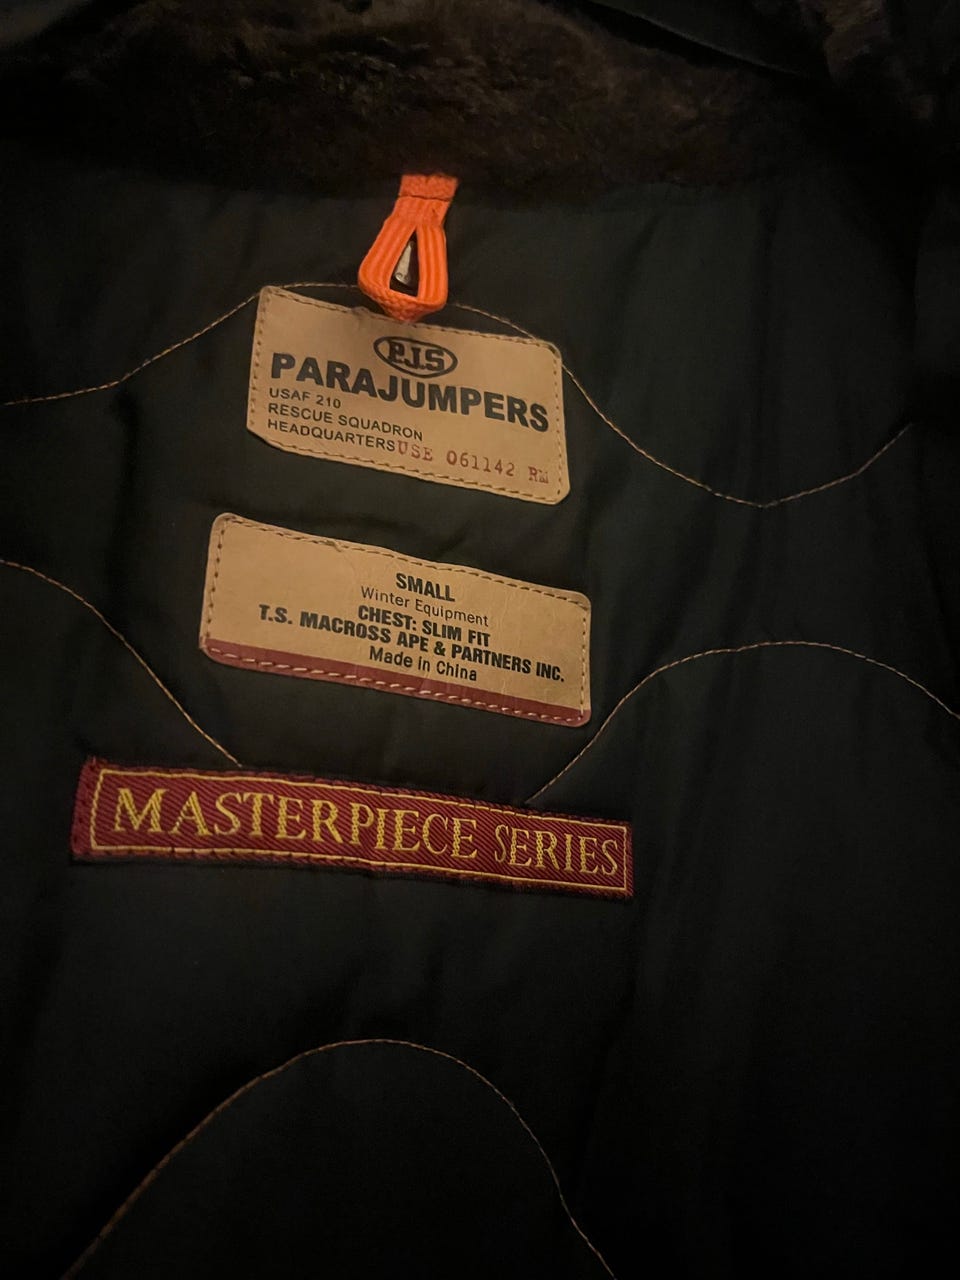 P.J.S
PARAJUMPERS
USAF 210
RESCUE SQUADRON
HEADQUARTERS USE 061142 RM
SMALL
Winter Equipment
CHEST: SLIM FIT
T.S. MACROSS APE & PARTNERS INC.
Made in China
MASTERPIECE SERIES